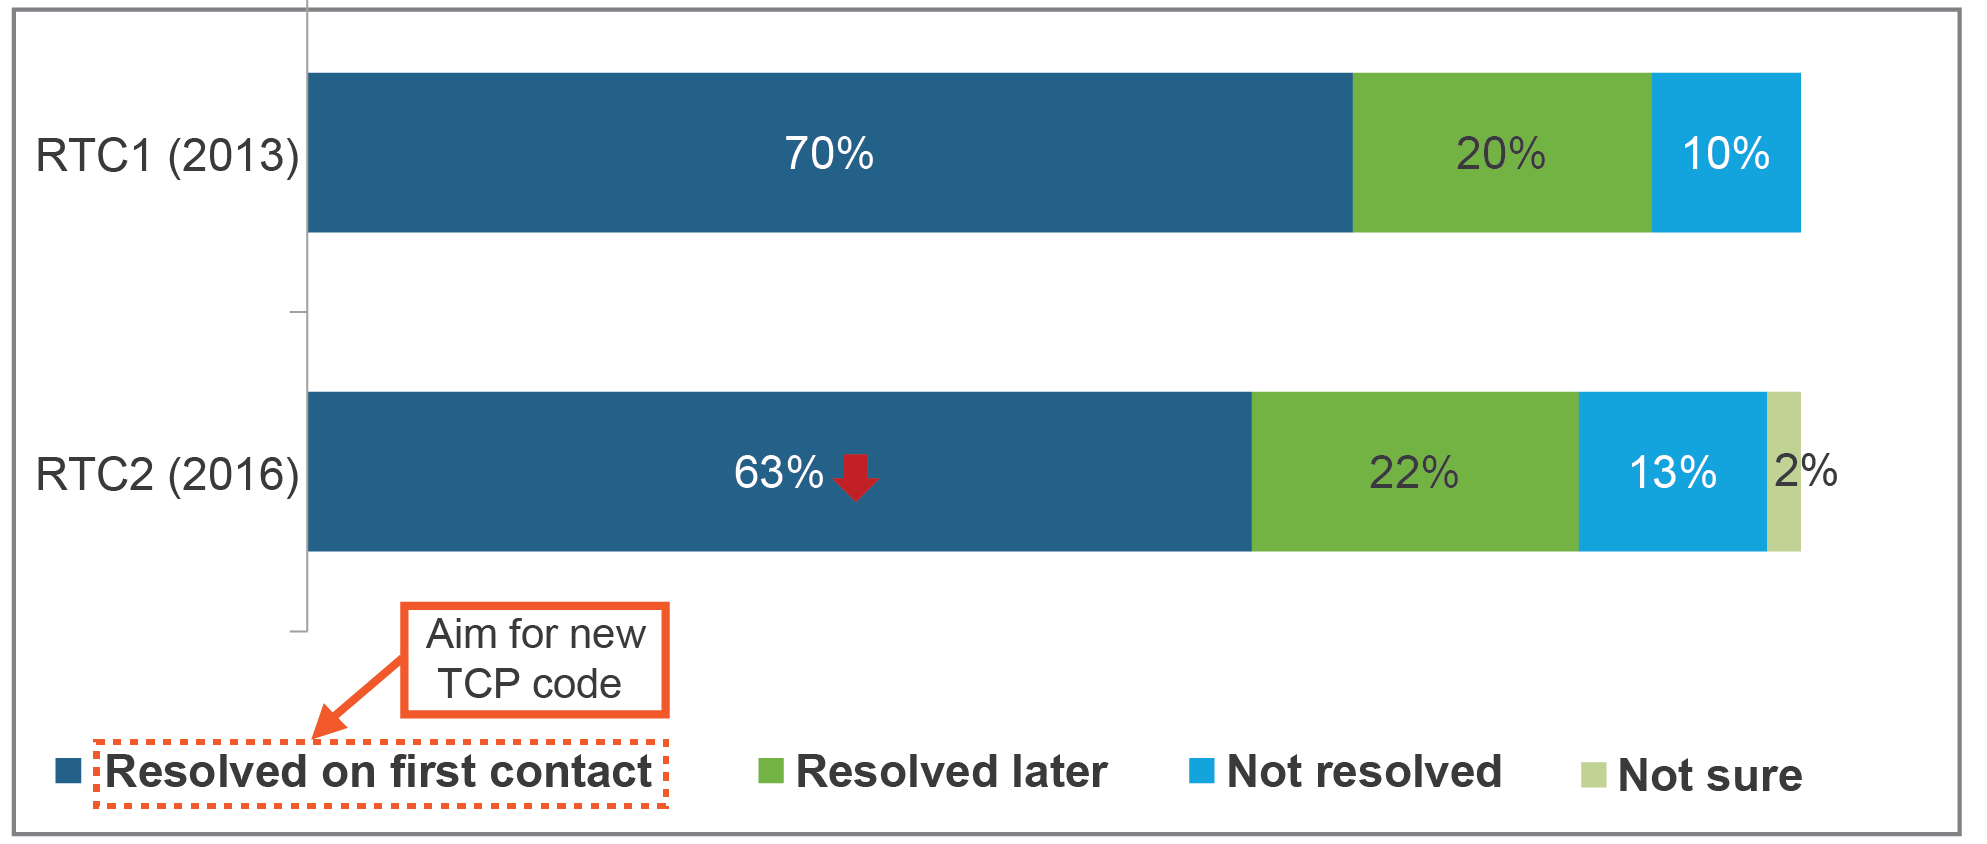 RTC1 (2013)
70%
20%
10%
RTC2 (2016)
63%
22%
13%
2%
Aim for new
TCP code
Resolved on first contact
Resolved later
Not resolved
Not sure